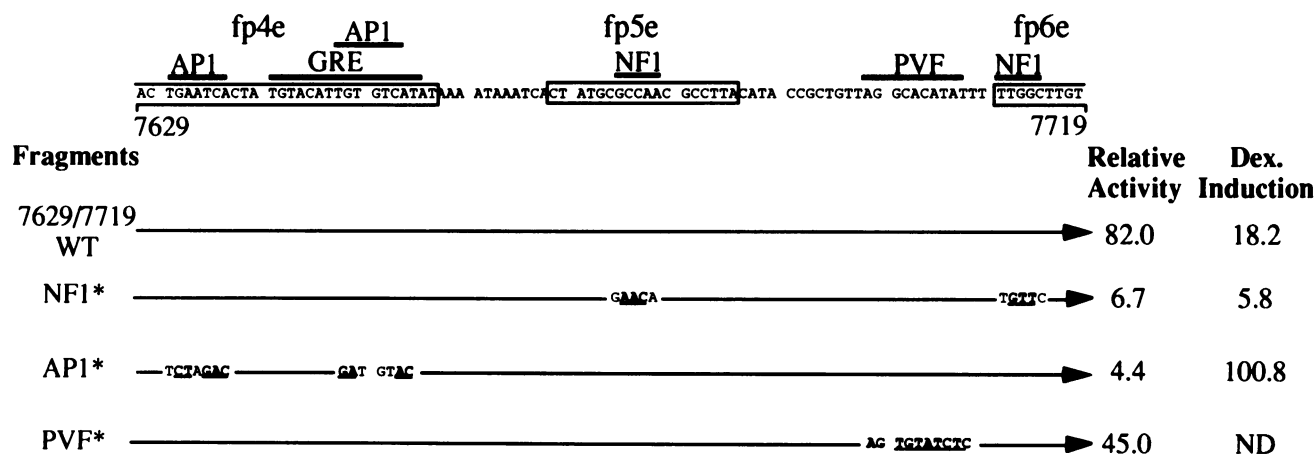 fp4e fp5e fp6e
AP1
AP1 GRE NF1 PVF NF1
AC TGAATCACTA TGTACATTGT GTCATATAAA ATAAATCACT ATGCGCCAAC GCCTTACATA CCGCTGTTAG GCACATATTT TTGGCTTGT
7629 7719
Fragments Relative Activity Dex. Induction
7629/7719 WT 82.0 18.2
NF1* GAACA TGTTC 6.7 5.8
AP1* TCTAGAC GAT GTAC 4.4 100.8
PVF* AG TGTATCTC 45.0 ND